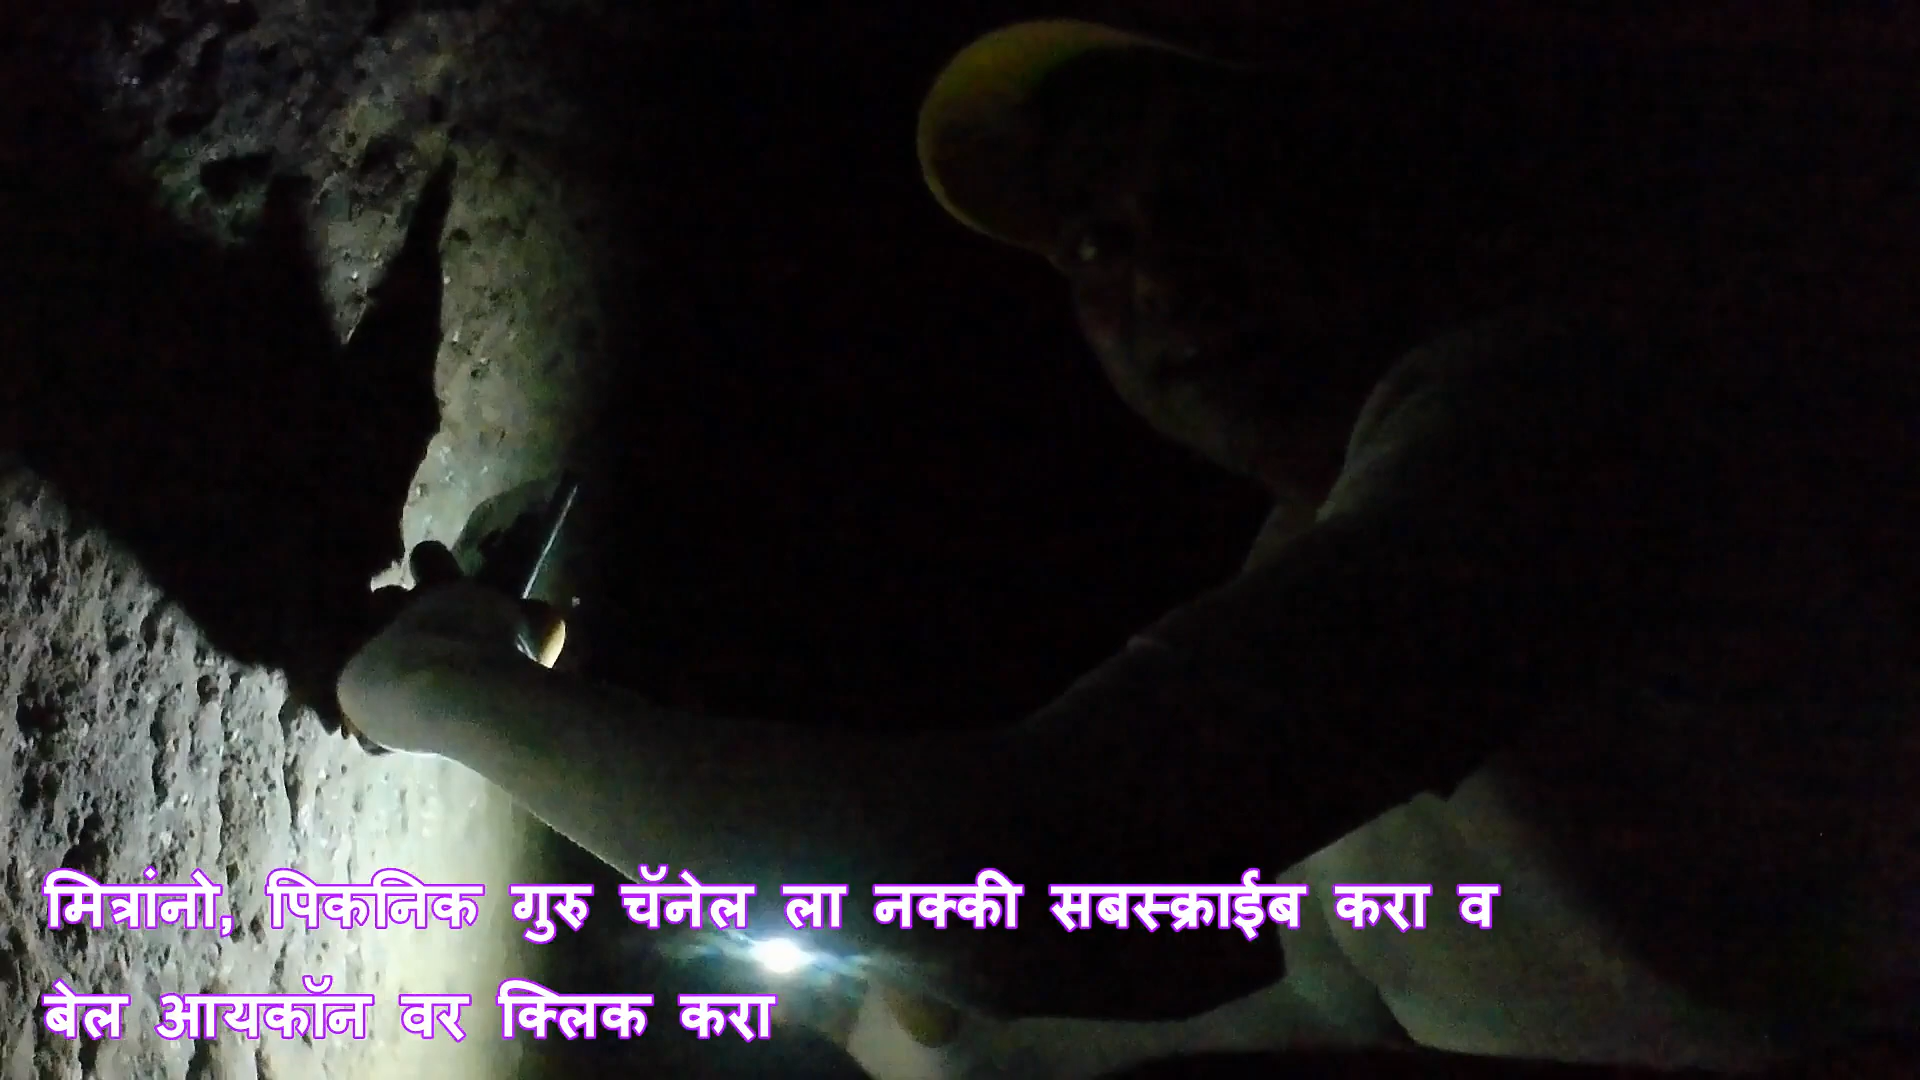 मित्रांनो, पिकनिक गुरु चॅनेल ला नक्की सबस्क्राईब करा व
बेल आयकॉन वर क्लिक करा